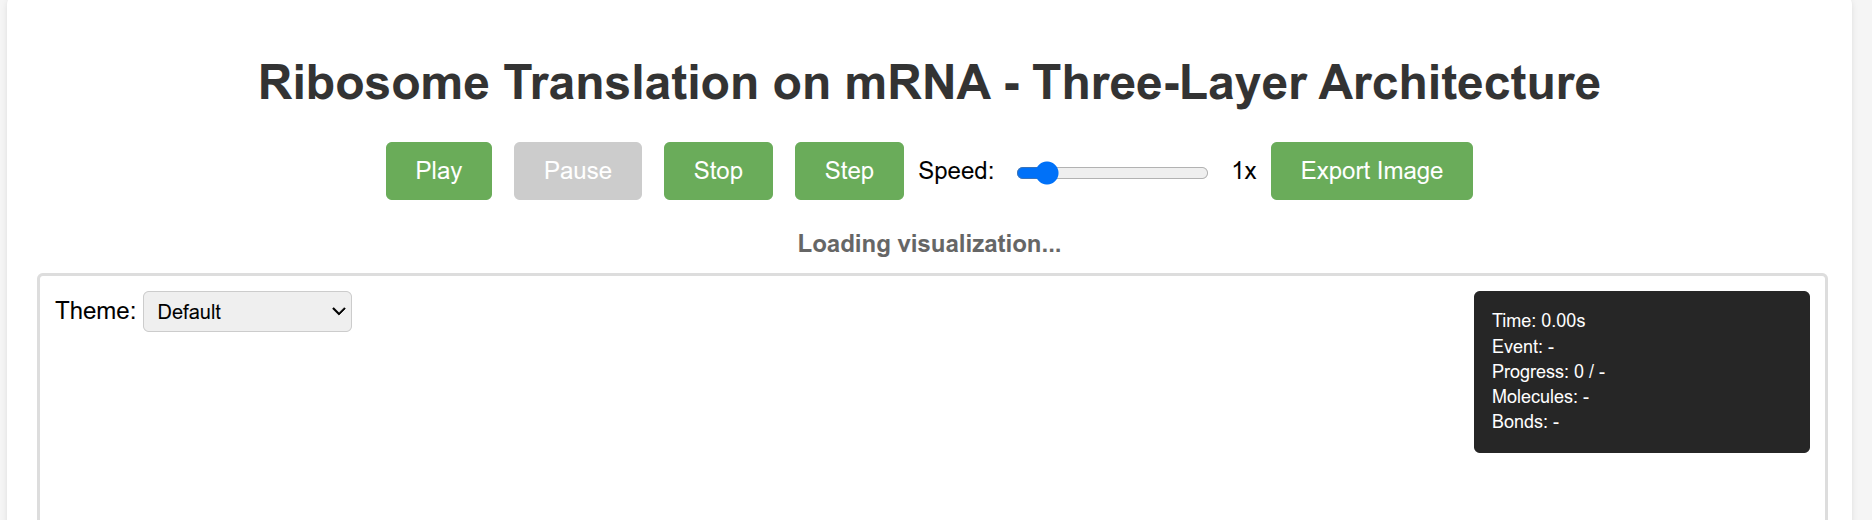 Ribosome Translation on mRNA - Three-Layer Architecture
Play Pause Stop Step Speed: 1x Export Image
Loading visualization...
Theme: Default
Time: 0.00s
Event: -
Progress: 0 / -
Molecules: -
Bonds: -